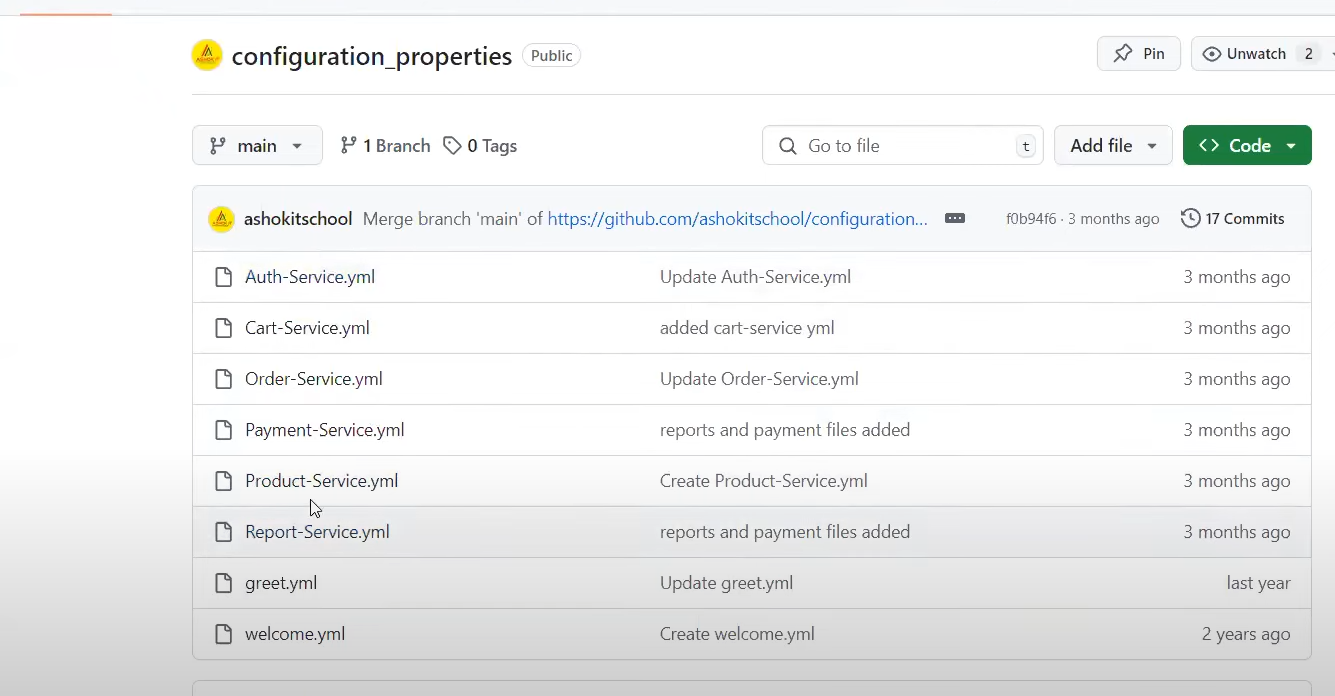 configuration_properties Public Pin Unwatch 2
main 1 Branch 0 Tags Go to file t Add file Code
ashokitschool Merge branch 'main' of https://github.com/ashokitschool/configuration... f0b94f6 · 3 months ago 17 Commits
Auth-Service.yml Update Auth-Service.yml 3 months ago
Cart-Service.yml added cart-service yml 3 months ago
Order-Service.yml Update Order-Service.yml 3 months ago
Payment-Service.yml reports and payment files added 3 months ago
Product-Service.yml Create Product-Service.yml 3 months ago
Report-Service.yml reports and payment files added 3 months ago
greet.yml Update greet.yml last year
welcome.yml Create welcome.yml 2 years ago